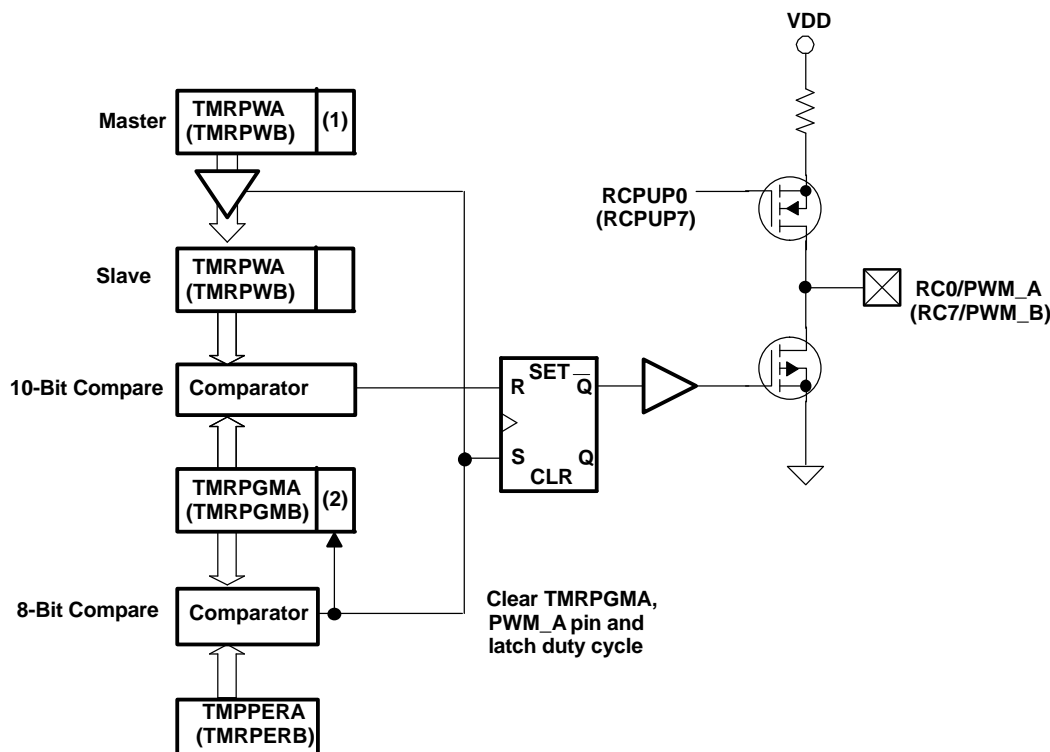 VDD
Master
TMRPWA
(TMRPWB)
(1)
RCPUP0
(RCPUP7)
Slave
TMRPWA
(TMRPWB)
RC0/PWM_A
(RC7/PWM_B)
10-Bit Compare
Comparator
SET
R
Q
S
Q
CLR
TMRPGMA
(TMRPGMB)
(2)
8-Bit Compare
Comparator
Clear TMRPGMA,
PWM_A pin and
latch duty cycle
TMPPERA
(TMRPERB)